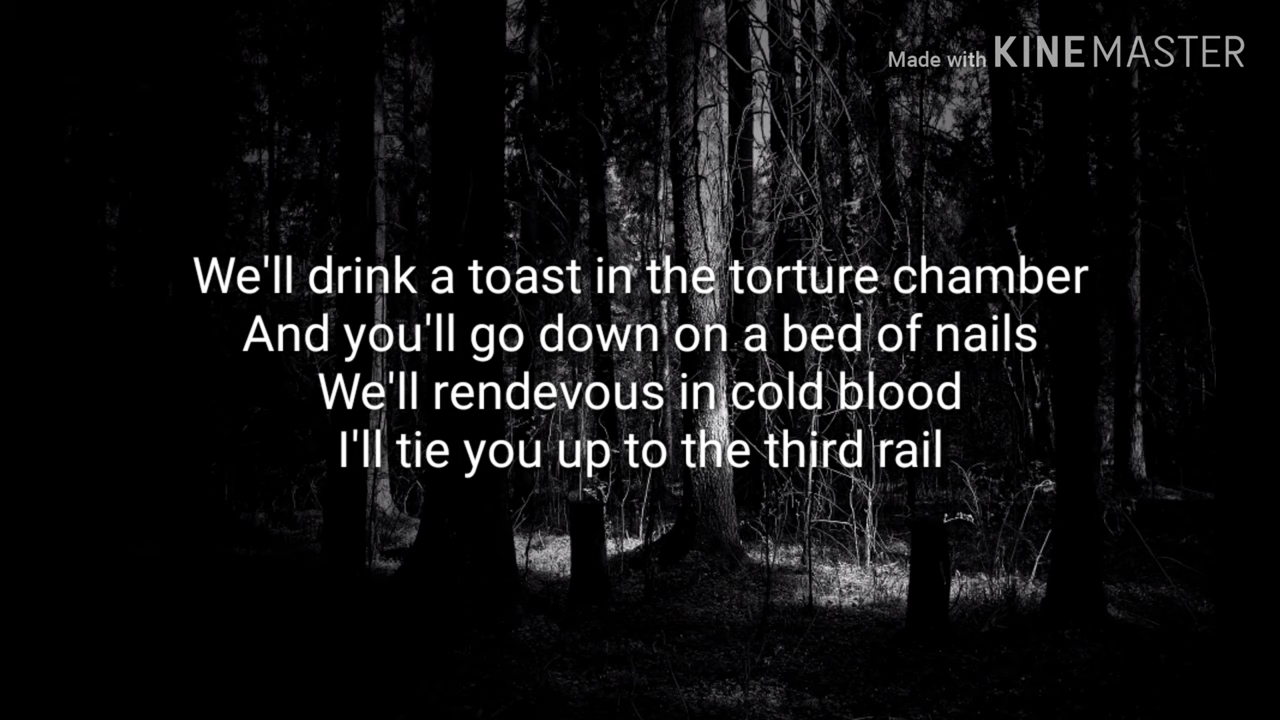 Made with KINEMASTER
We'll drink a toast in the torture chamber
And you'll go down on a bed of nails
We'll rendevous in cold blood
I'll tie you up to the third rail